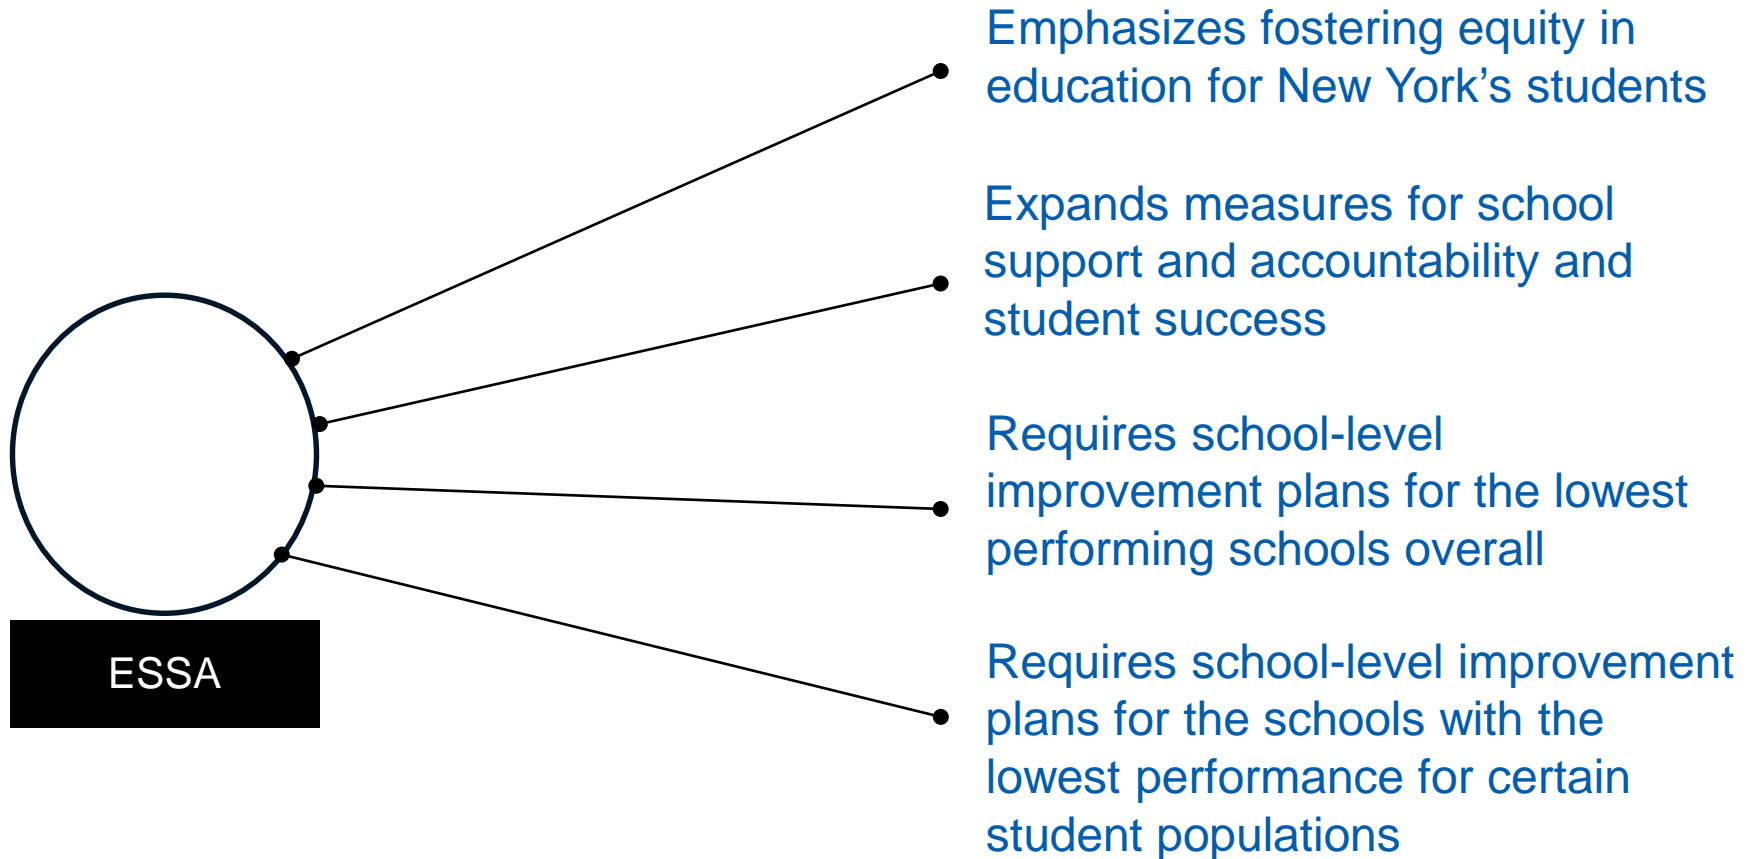 Emphasizes fostering equity in
education for New York’s students
Expands measures for school
support and accountability and
student success
Requires school-level
improvement plans for the lowest
performing schools overall
ESSA
Requires school-level improvement
plans for the schools with the
lowest performance for certain
student populations